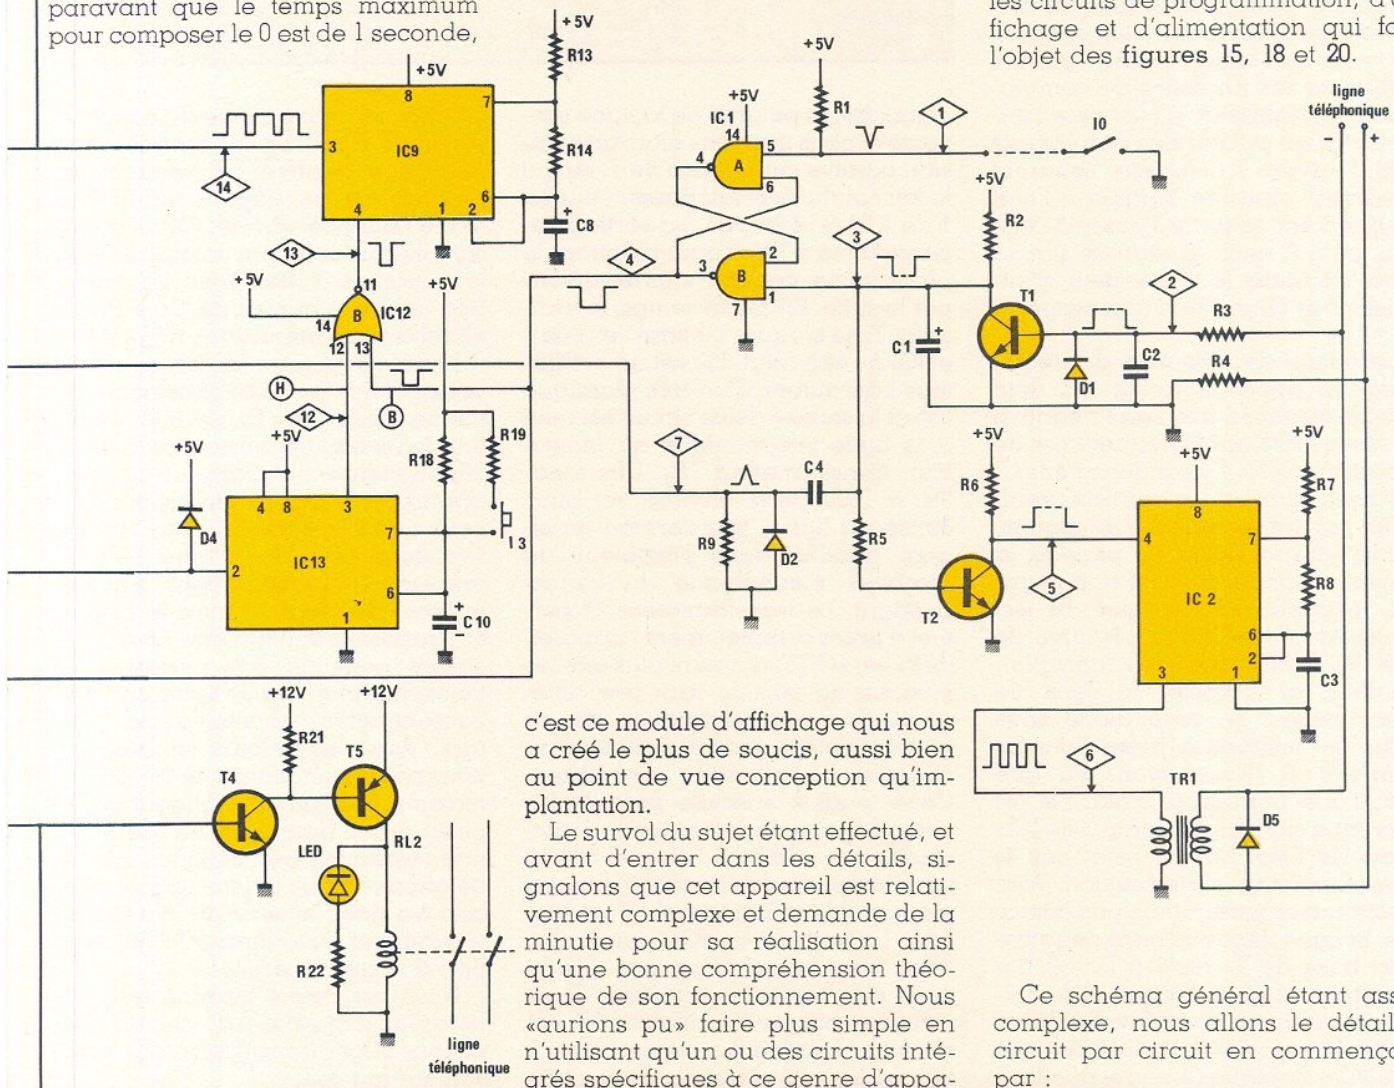 paravant que le temps maximum
pour composer le 0 est de 1 seconde,
les circuits de programmation,
fichage et d'alimentation qui
l'objet des figures 15, 18 et 20.
+5V
R13
+5V
8
7
3
IC9
R14
6
4
1
2
+
C8
14
13
+5V
11
B
IC12
14
12
13
H
B
12
+5V
R18
R19
+5V
+5V
4
8
3
D4
7
2
IC13
6
1
I 3
+
C10
-
+5V
R1
+5V
IC1
14
5
4
A
6
1
I0
4
3
B
2
1
7
3
+5V
R2
T1
2
R3
R4
C1
+
D1
C2
ligne
téléphonique
-
+
7
C4
R9
D2
R5
+5V
R6
T2
5
+5V
8
4
7
IC 2
6
2
3
1
+5V
R7
R8
C3
6
TR1
D5
+12V
+12V
R21
T5
T4
RL2
LED
R22
ligne
téléphonique
c'est ce module d'affichage qui nous
a créé le plus de soucis, aussi bien
au point de vue conception qu'im-
plantation.
Le survol du sujet étant effectué, et
avant d'entrer dans les détails, si-
gnalons que cet appareil est relati-
vement complexe et demande de la
minutie pour sa réalisation ainsi
qu'une bonne compréhension théo-
rique de son fonctionnement. Nous
«aurions pu» faire plus simple en
n'utilisant qu'un ou des circuits inté-
grés spécifiques à ce genre d'appa-
Ce schéma général étant
complexe, nous allons le
circuit par circuit en
par :